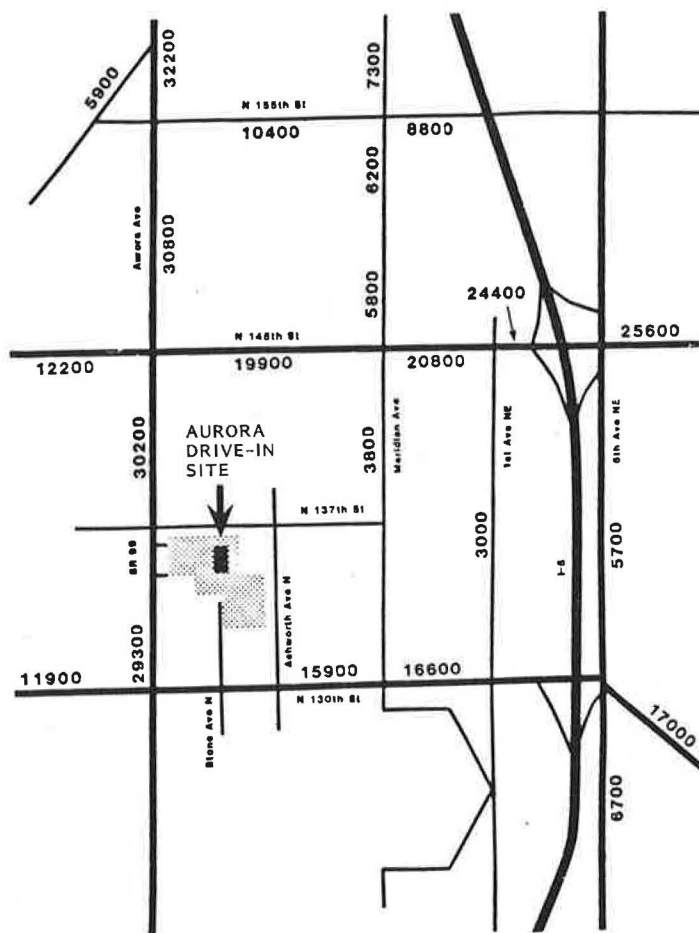 5900
32200
7300
N 155th St
10400
8800
6200
Aurora Ave
30800
5800
24400
N 145th St
25600
12200
19900
20800
30200
AURORA
DRIVE-IN
SITE
3800
Meridian Ave
1st Ave NE
5th Ave NE
N 137th St
3000
5700
SR 99
I-5
Ashworth Ave N
29300
11900
15900
16600
N 130th St
Stone Ave N
17000
6700